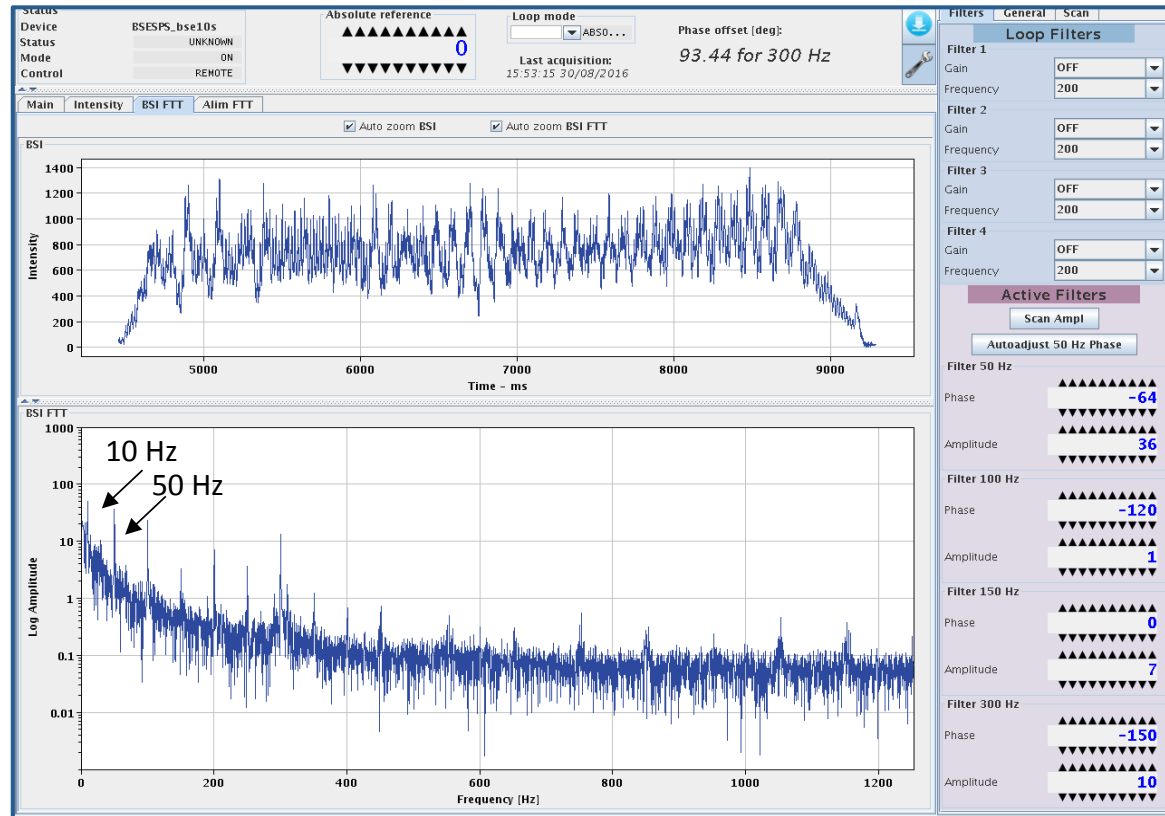 Status
Device BSESPS_bse10s
Status UNKNOWN
Mode ON
Control REMOTE
Absolute reference
0
Loop mode
ABSO...
Last acquisition:
15:53:15 30/08/2016
Phase offset [deg]:
93.44 for 300 Hz
Main Intensity BSI FTT Alim FTT
Auto zoom BSI Auto zoom BSI FTT
BSI
Intensity
1400
1200
1000
800
600
400
200
0
5000 6000 7000 8000 9000
Time - ms
BSI FTT
10 Hz
50 Hz
Log Amplitude
1000
100
10
1
0.1
0.01
0 200 400 600 800 1000 1200
Frequency [Hz]
Filters General Scan
Loop Filters
Filter 1
Gain OFF
Frequency 200
Filter 2
Gain OFF
Frequency 200
Filter 3
Gain OFF
Frequency 200
Filter 4
Gain OFF
Frequency 200
Active Filters
Scan Ampl
Autoadjust 50 Hz Phase
Filter 50 Hz
Phase -64
Amplitude 36
Filter 100 Hz
Phase -120
Amplitude 1
Filter 150 Hz
Phase 0
Amplitude 7
Filter 300 Hz
Phase -150
Amplitude 10